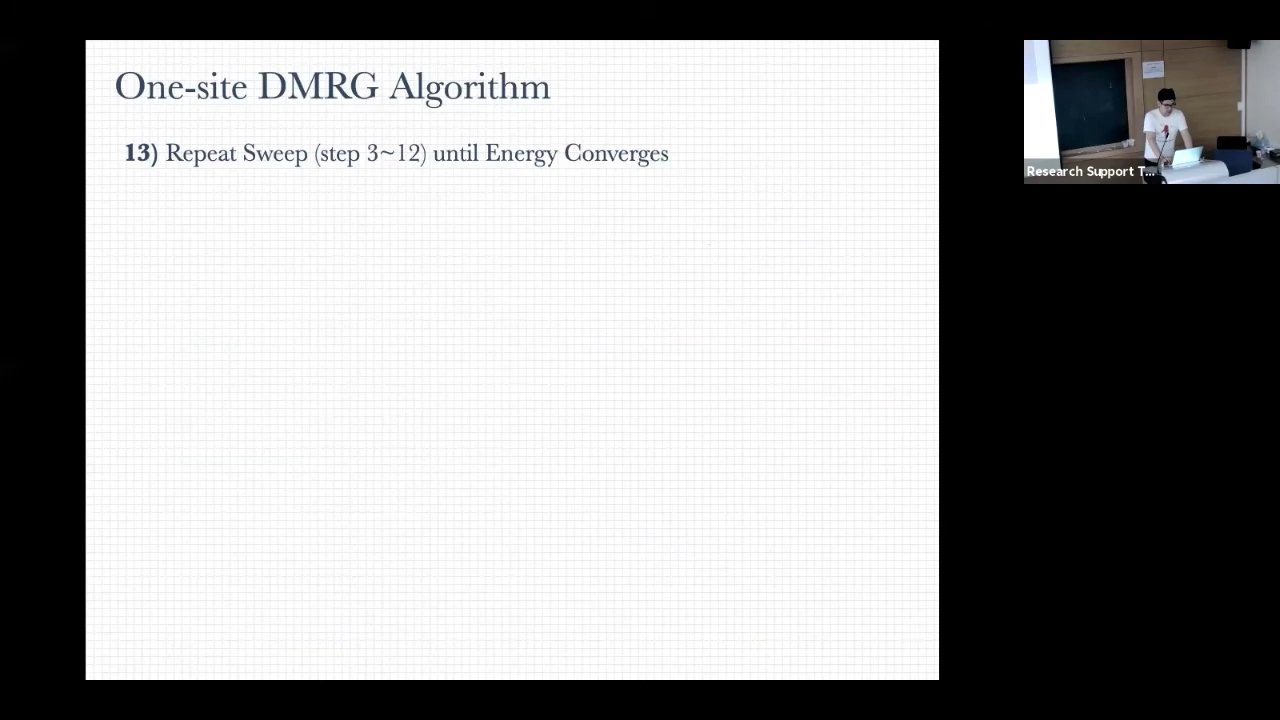 One-site DMRG Algorithm
13) Repeat Sweep (step 3~12) until Energy Converges
Research Support T...